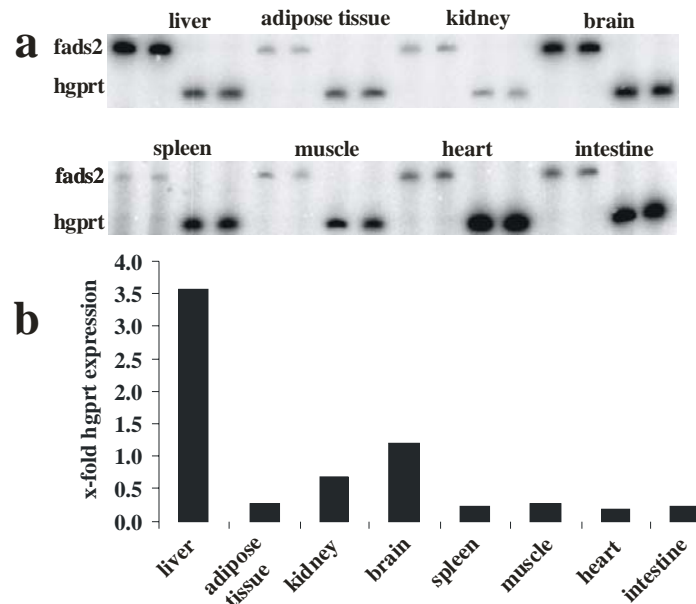 a
liver adipose tissue kidney brain
fads2
hgprt
spleen muscle heart intestine
fads2
hgprt
b
x-fold hgprt expression
4.0
3.5
3.0
2.5
2.0
1.5
1.0
0.5
0.0
liver
adipose
tissue
kidney
brain
spleen
muscle
heart
intestine